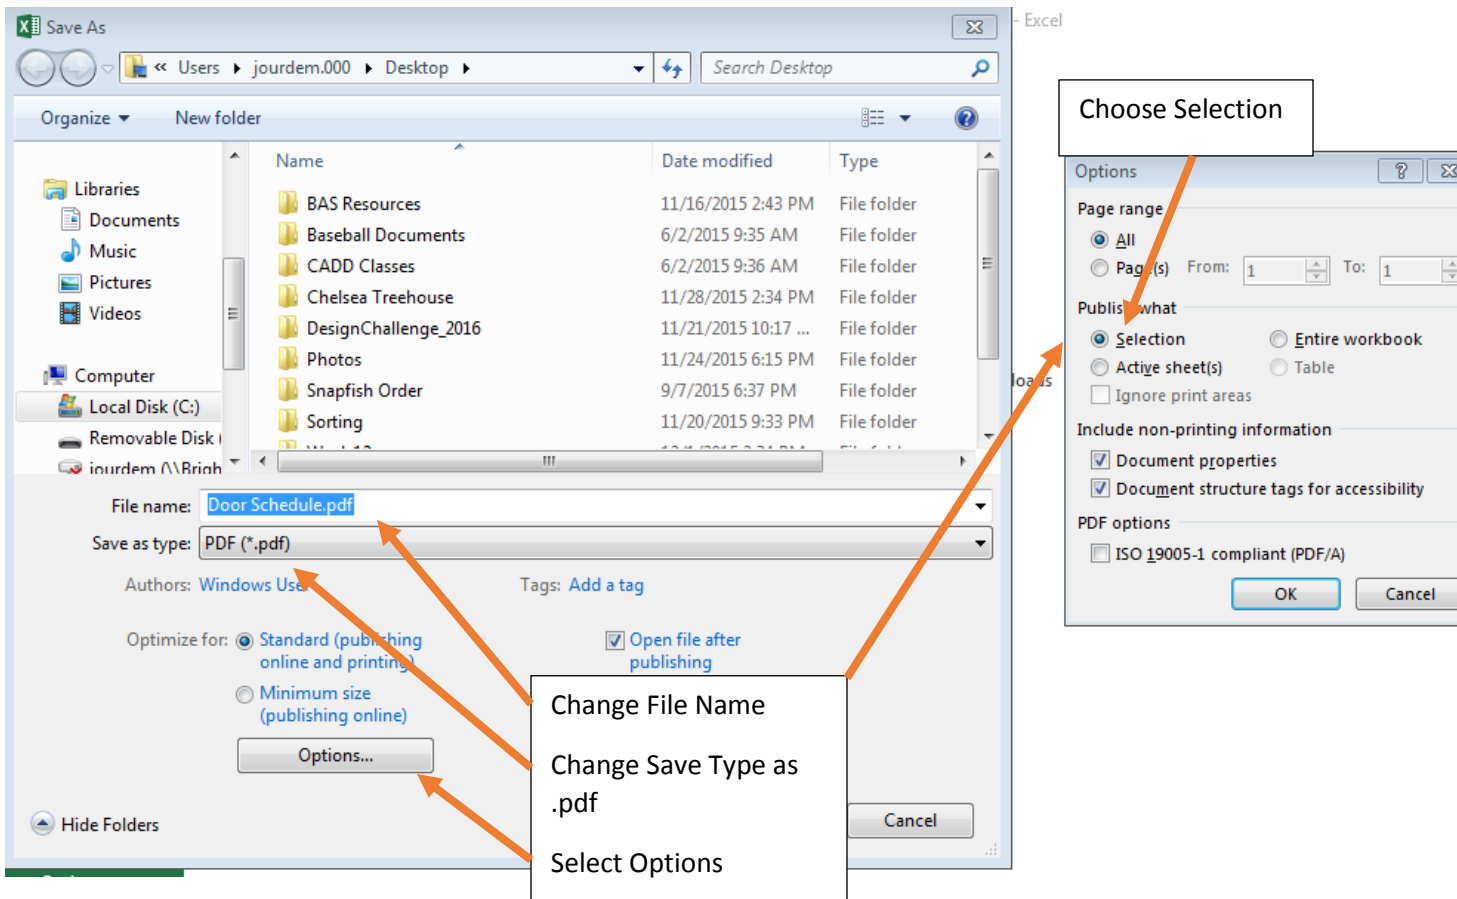 Save As
- Excel
« Users ▸ jourdem.000 ▸ Desktop ▸
Search Desktop
Organize
New folder
Name
Date modified
Type
Libraries
Documents
Music
Pictures
Videos
Computer
Local Disk (C:)
Removable Disk (
jourdem (\\Brigh
BAS Resources 11/16/2015 2:43 PM File folder
Baseball Documents 6/2/2015 9:35 AM File folder
CADD Classes 6/2/2015 9:36 AM File folder
Chelsea Treehouse 11/28/2015 2:34 PM File folder
DesignChallenge_2016 11/21/2015 10:17 ... File folder
Photos 11/24/2015 6:15 PM File folder
Snapfish Order 9/7/2015 6:37 PM File folder
Sorting 11/20/2015 9:33 PM File folder
File name: Door Schedule.pdf
Save as type: PDF (*.pdf)
Authors: Windows User
Tags: Add a tag
Optimize for:
Standard (publishing
online and printing)
Minimum size
(publishing online)
Open file after
publishing
Options...
Hide Folders
Cancel
Change File Name
Change Save Type as
.pdf
Select Options
Choose Selection
loads
Options
Page range
All
Page(s) From: 1 To: 1
Publish what
Selection
Entire workbook
Active sheet(s)
Table
Ignore print areas
Include non-printing information
Document properties
Document structure tags for accessibility
PDF options
ISO 19005-1 compliant (PDF/A)
OK
Cancel